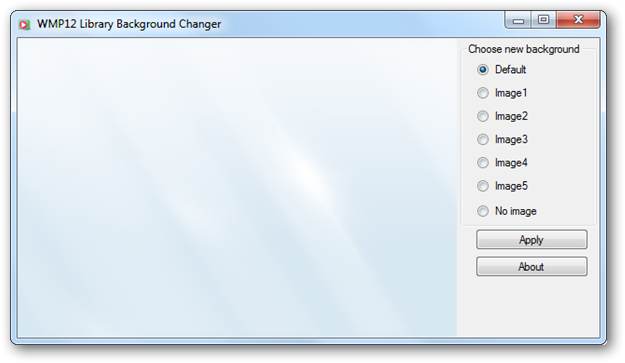 WMP12 Library Background Changer
Choose new background
Default
Image1
Image2
Image3
Image4
Image5
No image
Apply
About